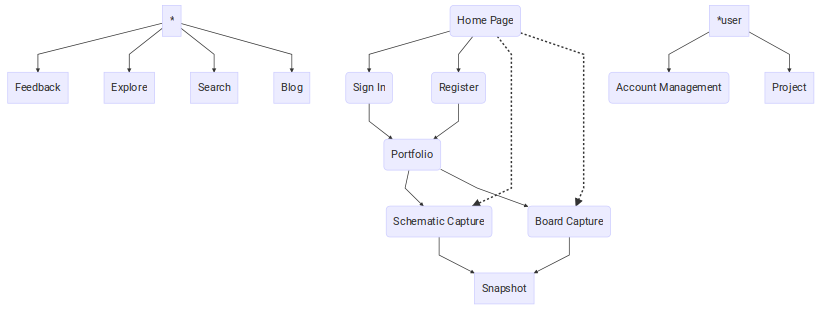 *
Home Page
*user
Feedback
Explore
Search
Blog
Sign In
Register
Account Management
Project
Portfolio
Schematic Capture
Board Capture
Snapshot